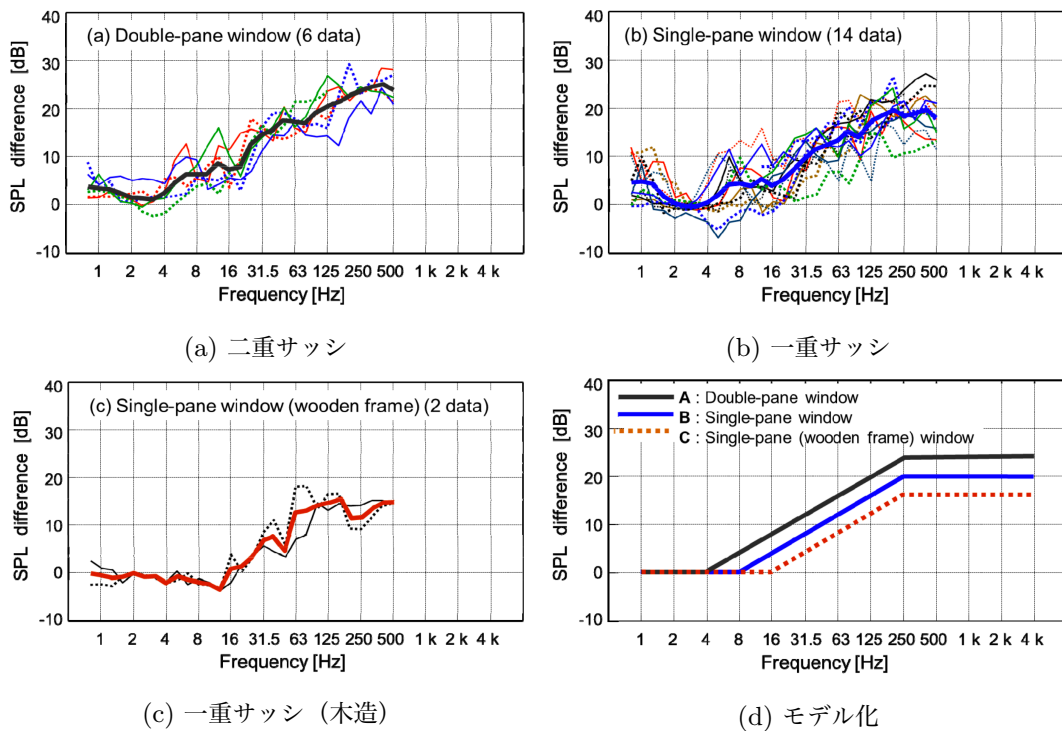 (a) Double-pane window (6 data)
SPL difference [dB]
40
30
20
10
0
-10
1 2 4 8 16 31.5 63 125 250 500 1 k 2 k 4 k
Frequency [Hz]
(a) 二重サッシ
(b) Single-pane window (14 data)
SPL difference [dB]
40
30
20
10
0
-10
1 2 4 8 16 31.5 63 125 250 500 1 k 2 k 4 k
Frequency [Hz]
(b) 一重サッシ
(c) Single-pane window (wooden frame) (2 data)
SPL difference [dB]
40
30
20
10
0
-10
1 2 4 8 16 31.5 63 125 250 500 1 k 2 k 4 k
Frequency [Hz]
(c) 一重サッシ（木造）
A : Double-pane window
B : Single-pane window
C : Single-pane (wooden frame) window
SPL difference [dB]
40
30
20
10
0
-10
1 2 4 8 16 31.5 63 125 250 500 1 k 2 k 4 k
Frequency [Hz]
(d) モデル化